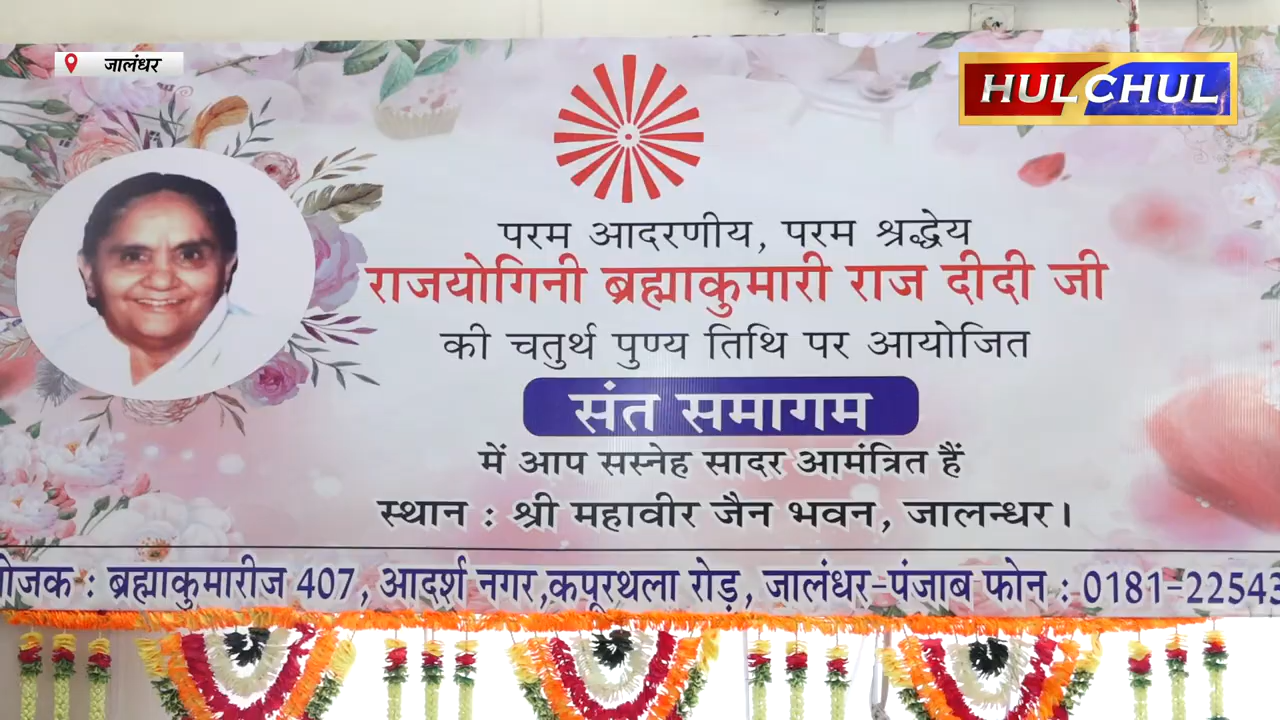 जालंधर
HULCHUL
परम आदरणीय, परम श्रद्धेय
राजयोगिनी ब्रह्माकुमारी राज दीदी जी
की चतुर्थ पुण्य तिथि पर आयोजित
संत समागम
में आप सस्नेह सादर आमंत्रित हैं
स्थान : श्री महावीर जैन भवन, जालन्धर।
: ब्रह्माकुमारीज 407, आदर्श नगर,कपूरथला रोड़, जालंधर-पंजाब फोन : 0181-22543